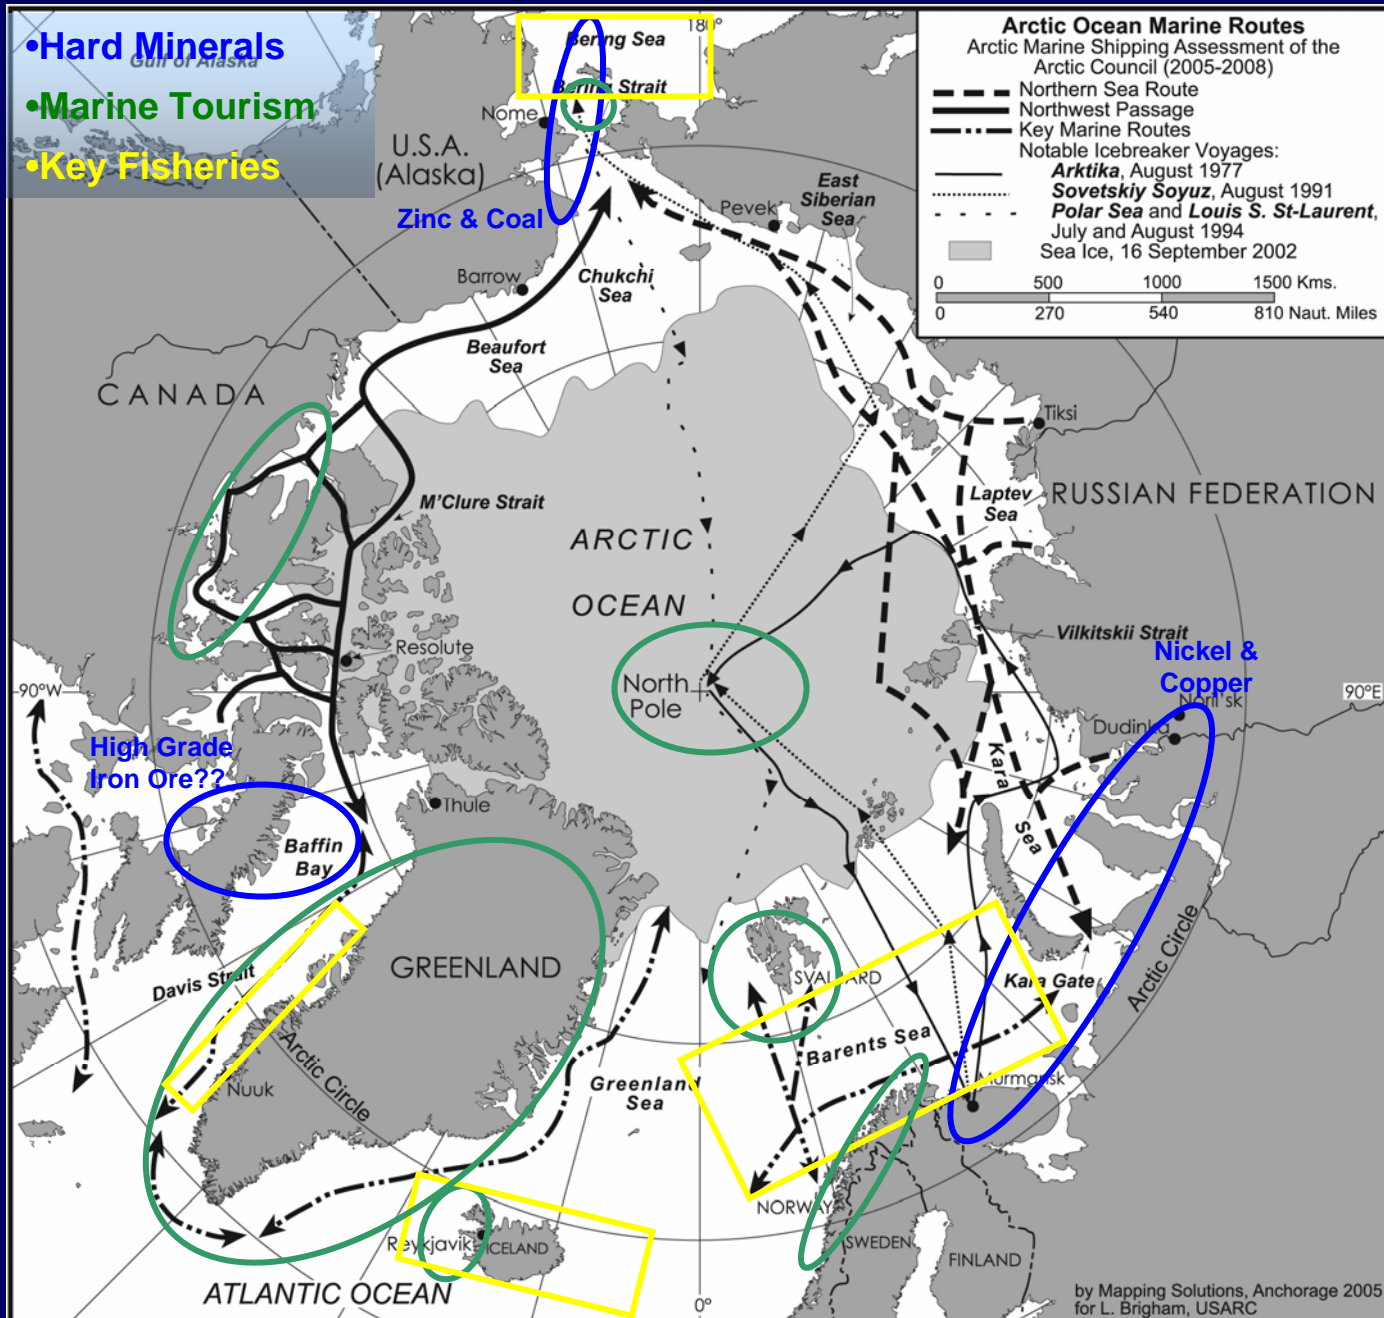 •Hard Minerals
Gulf of Alaska
•Marine Tourism
•Key Fisheries
180°
Bering Sea
Bering Strait
Nome
U.S.A.
(Alaska)
Zinc & Coal
Arctic Ocean Marine Routes
Arctic Marine Shipping Assessment of the
Arctic Council (2005-2008)
Northern Sea Route
Northwest Passage
Key Marine Routes
Notable Icebreaker Voyages:
Arktika, August 1977
Sovetskiy Soyuz, August 1991
Polar Sea and Louis S. St-Laurent,
July and August 1994
Sea Ice, 16 September 2002
0 500 1000 1500 Kms.
0 270 540 810 Naut. Miles
East
Siberian
Sea
Pevek
Barrow
Chukchi
Sea
Beaufort
Sea
CANADA
Tiksi
M'Clure Strait
Laptev
Sea
RUSSIAN FEDERATION
ARCTIC
OCEAN
Vilkitskii Strait
Resolute
Nickel &
Copper
North
Pole
90°W
90°E
Noril'sk
Dudinka
High Grade
Iron Ore??
Kara
Sea
Thule
Baffin
Bay
Davis Strait
GREENLAND
SVALBARD
Kara Gate
Arctic Circle
Barents Sea
Arctic Circle
Nuuk
Greenland
Sea
Murmansk
NORWAY
Reykjavik
ICELAND
SWEDEN
FINLAND
ATLANTIC OCEAN
0°
by Mapping Solutions, Anchorage 2005
for L. Brigham, USARC